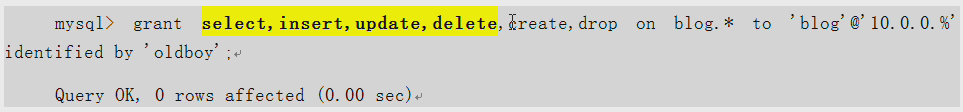 mysql> grant select,insert,update,delete,create,drop on blog.* to 'blog'@'10.0.0.%'
identified by 'oldboy';
Query OK, 0 rows affected (0.00 sec)